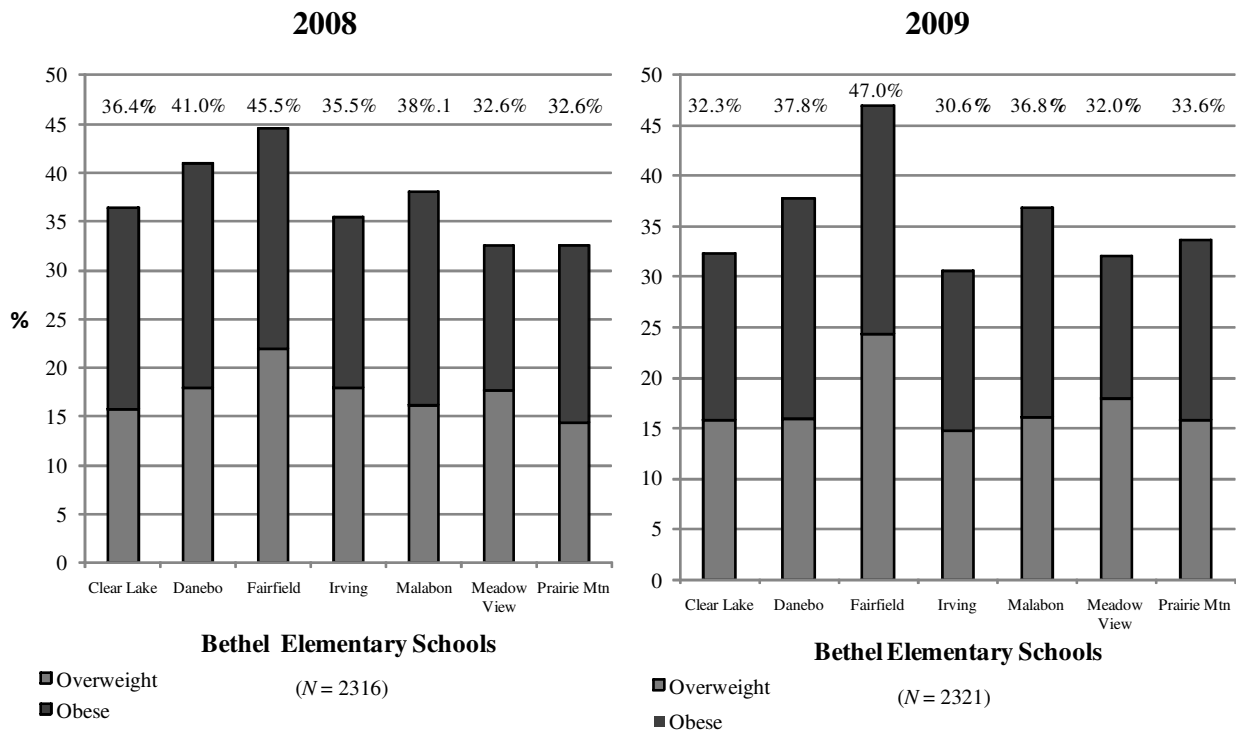 2008
50
45
40
35
30
25
20
15
10
5
0
%
36.4%
41.0%
45.5%
35.5%
38%.1
32.6%
32.6%
Clear Lake
Danebo
Fairfield
Irving
Malabon
Meadow
View
Prairie Mtn
Bethel Elementary Schools
(N = 2316)
Overweight
Obese
2009
50
45
40
35
30
25
20
15
10
5
0
32.3%
37.8%
47.0%
30.6%
36.8%
32.0%
33.6%
Clear Lake
Danebo
Fairfield
Irving
Malabon
Meadow
View
Prairie Mtn
Bethel Elementary Schools
(N = 2321)
Overweight
Obese